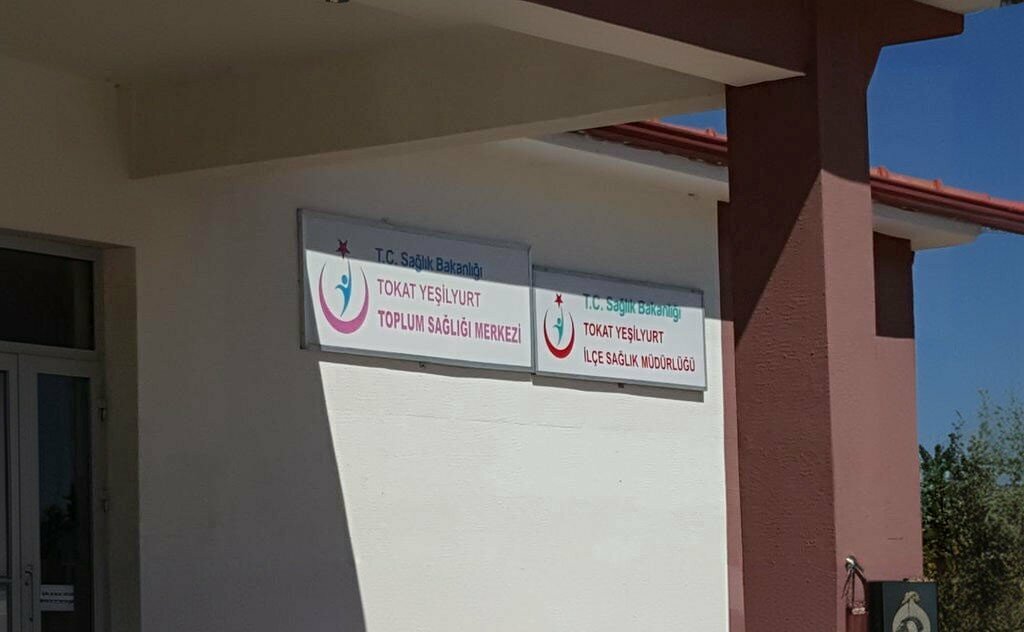 T.C. Sağlık Bakanlığı
TOKAT YEŞİLYURT
TOPLUM SAĞLIĞI MERKEZİ
T.C. Sağlık Bakanlığı
TOKAT YEŞİLYURT
İLÇE SAĞLIK MÜDÜRLÜĞÜ